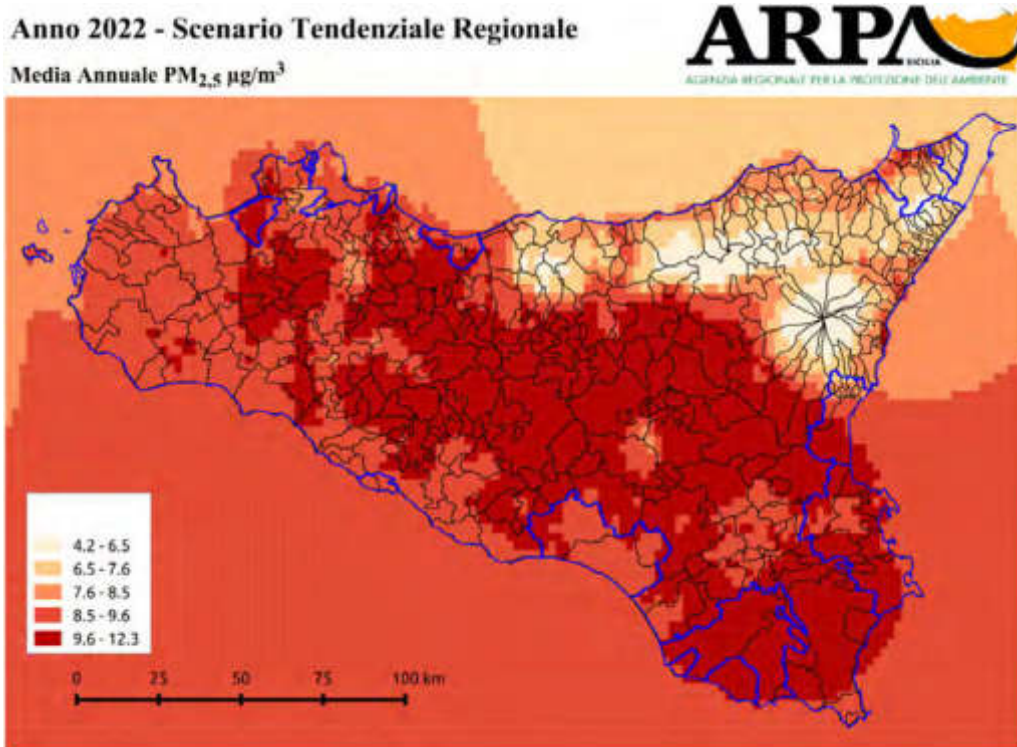 Anno 2022 - Scenario Tendenziale Regionale
Media Annuale PM2,5 µg/m³
ARPA
SICILIA
AGENZIA REGIONALE PER LA PROTEZIONE DELL'AMBIENTE
4.2 - 6.5
6.5 - 7.6
7.6 - 8.5
8.5 - 9.6
9.6 - 12.3
0 25 50 75 100 km